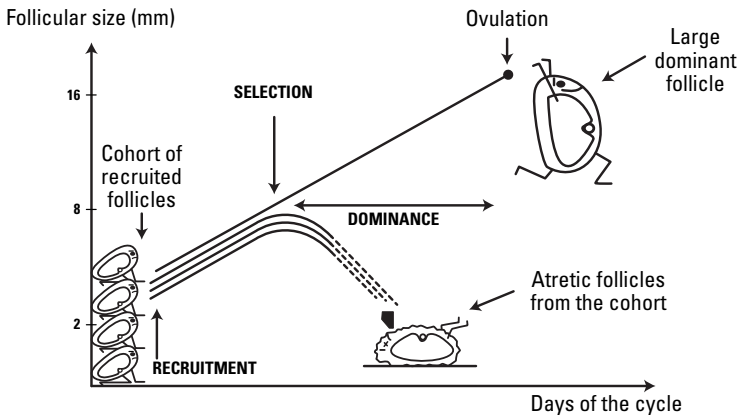 Follicular size (mm)
Ovulation
Large
dominant
follicle
16
SELECTION
Cohort of
recruited
follicles
8
DOMINANCE
Atretic follicles
from the cohort
2
RECRUITMENT
Days of the cycle